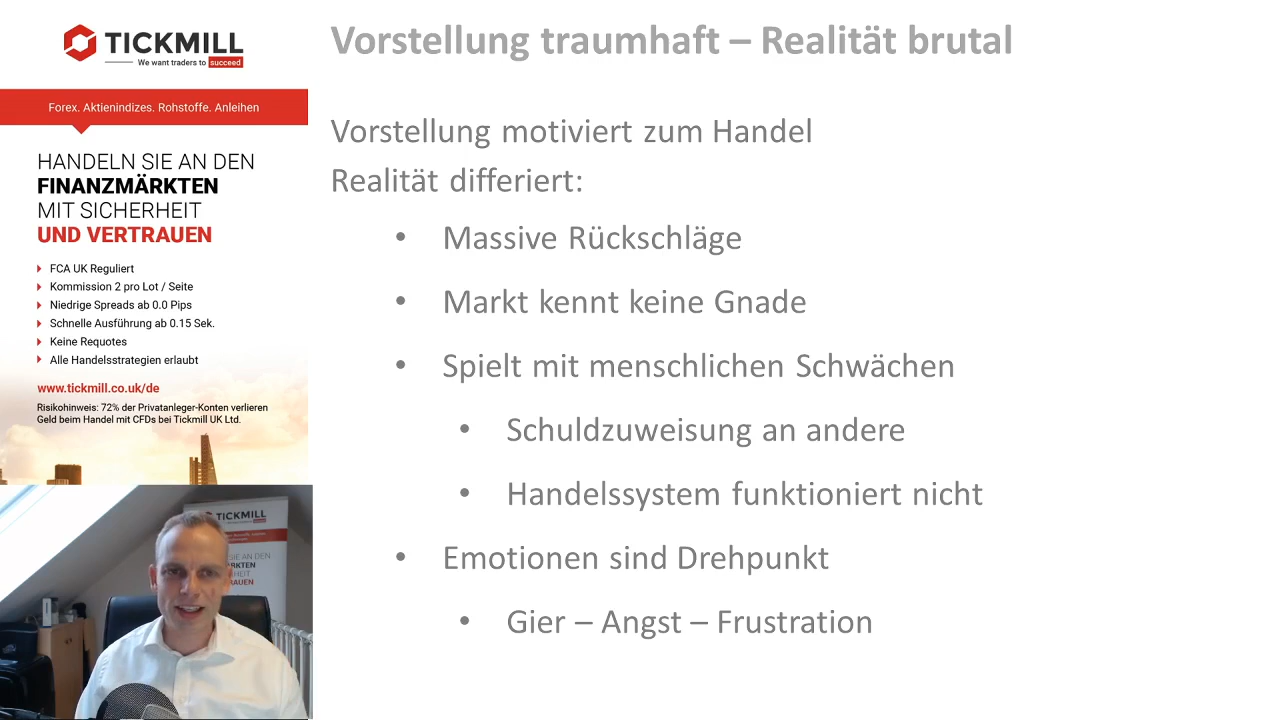 TICKMILL
We want traders to succeed
Forex. Aktienindizes. Rohstoffe. Anleihen
HANDELN SIE AN DEN
FINANZMÄRKTEN
MIT SICHERHEIT
UND VERTRAUEN
FCA UK Reguliert
Kommission 2 pro Lot / Seite
Niedrige Spreads ab 0.0 Pips
Schnelle Ausführung ab 0.15 Sek.
Keine Requotes
Alle Handelsstrategien erlaubt
www.tickmill.co.uk/de
Risikohinweis: 72% der Privatanleger-Konten verlieren
Geld beim Handel mit CFDs bei Tickmill UK Ltd.
TICKMILL
Vorstellung traumhaft – Realität brutal
Vorstellung motiviert zum Handel
Realität differiert:
• Massive Rückschläge
• Markt kennt keine Gnade
• Spielt mit menschlichen Schwächen
• Schuldzuweisung an andere
• Handelssystem funktioniert nicht
• Emotionen sind Drehpunkt
• Gier – Angst – Frustration